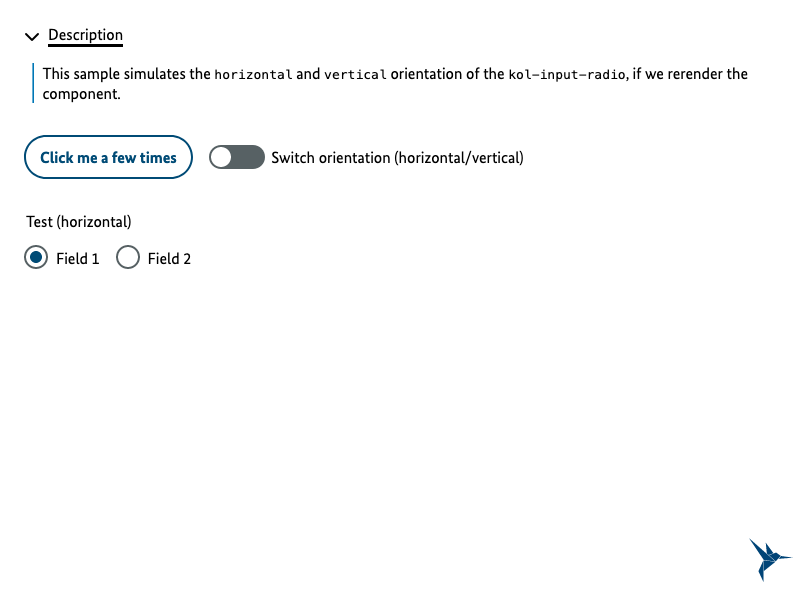 Description
This sample simulates the horizontal and vertical orientation of the kol-input-radio, if we rerender the
component.
Click me a few times
Switch orientation (horizontal/vertical)
Test (horizontal)
Field 1
Field 2